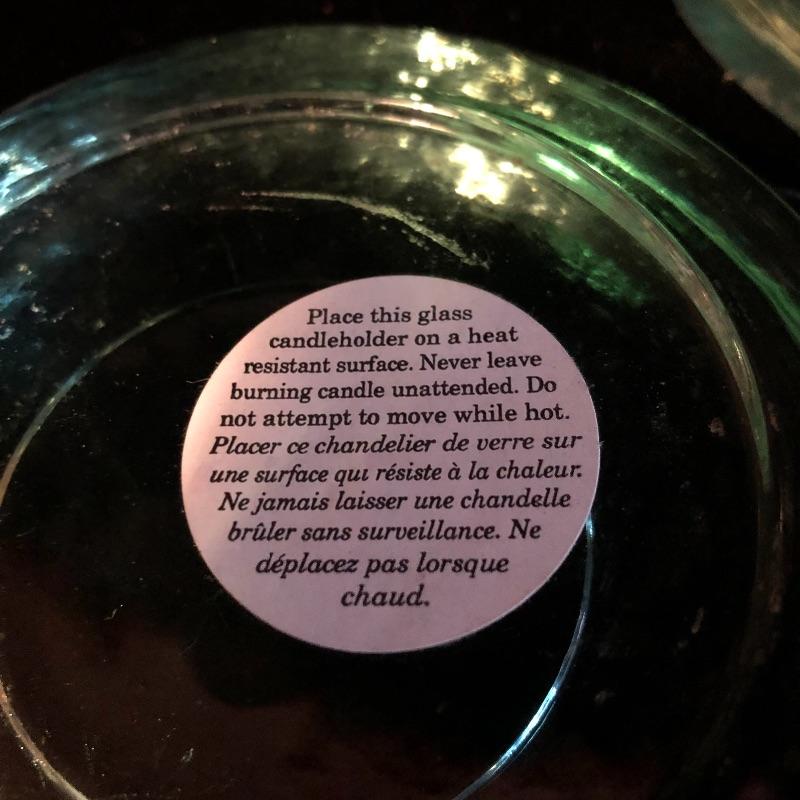 Place this glass
candleholder on a heat
resistant surface. Never leave
burning candle unattended. Do
not attempt to move while hot.
Placer ce chandelier de verre sur
une surface qui résiste à la chaleur.
Ne jamais laisser une chandelle
brûler sans surveillance. Ne
déplacez pas lorsque
chaud.